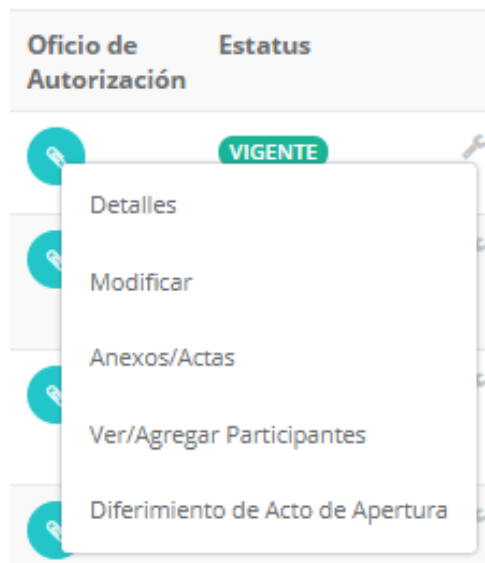 Oficio de Estatus
Autorización
VIGENTE
Detalles
Modificar
Anexos/Actas
Ver/Agregar Participantes
Diferimiento de Acto de Apertura